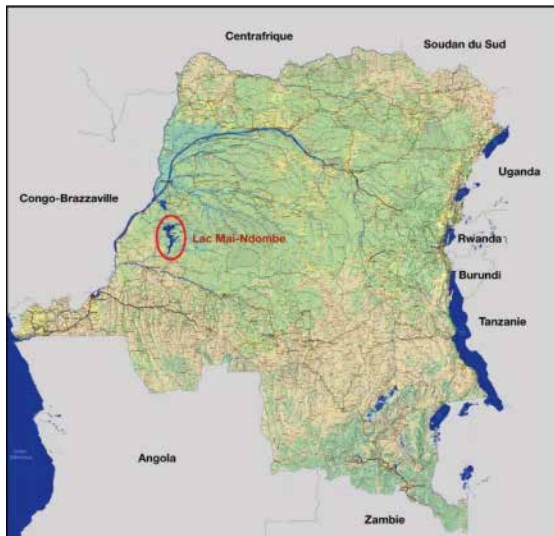 Centrafrique
Soudan du Sud
Uganda
Congo-Brazzaville
Lac Mai-Ndombe
Rwanda
Burundi
Tanzanie
Angola
Zambie